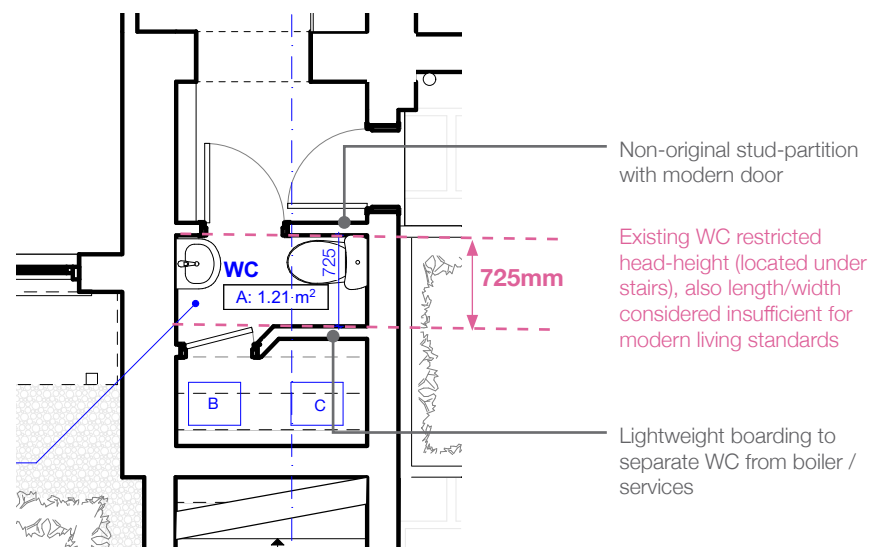 Non-original stud-partition
with modern door
WC
725
A: 1.21 m²
725mm
Existing WC restricted
head-height (located under
stairs), also length/width
considered insufficient for
modern living standards
B
C
Lightweight boarding to
separate WC from boiler /
services